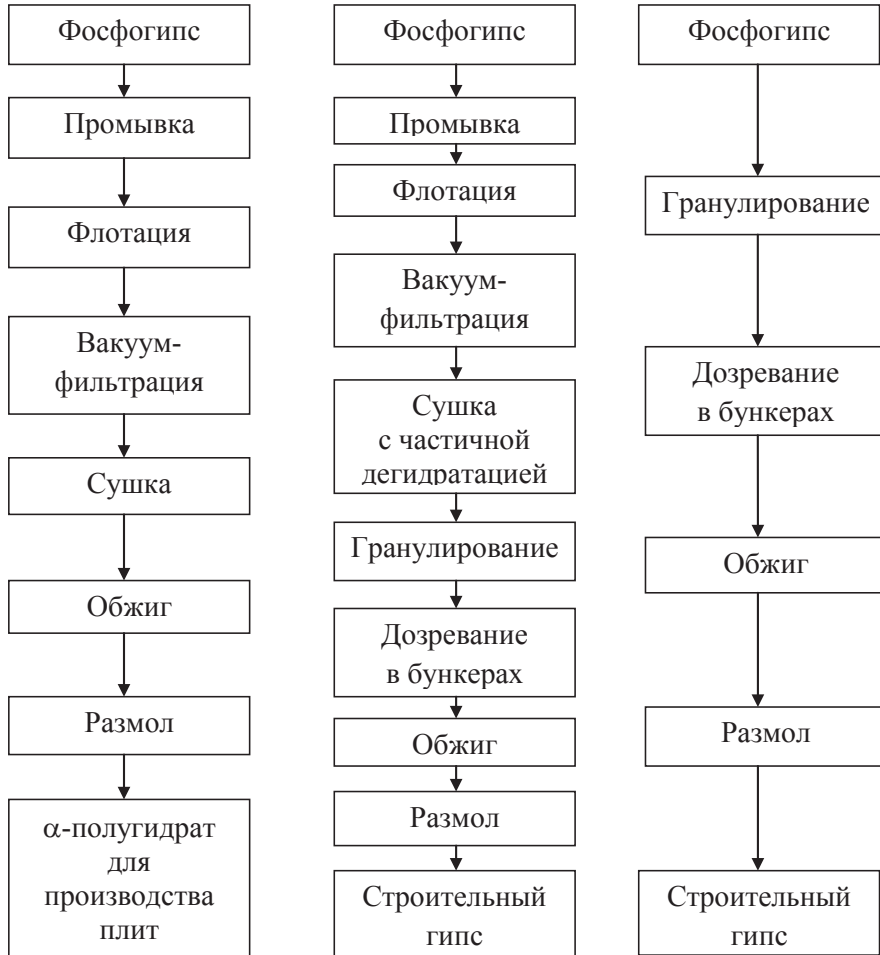 Фосфогипс
Промывка
Флотация
Вакуум-
фильтрация
Сушка
Обжиг
Размол
α-полугидрат
для
производства
плит
Фосфогипс
Промывка
Флотация
Вакуум-
фильтрация
Сушка
с частичной
дегидратацией
Гранулирование
Дозревание
в бункерах
Обжиг
Размол
Строительный
гипс
Фосфогипс
Гранулирование
Дозревание
в бункерах
Обжиг
Размол
Строительный
гипс